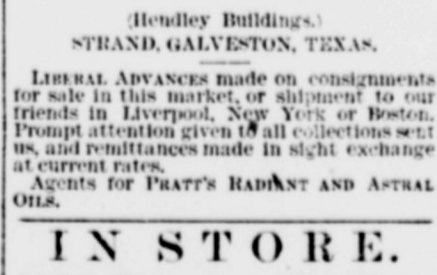 (Hendley Buildings.)
STRAND, GALVESTON, TEXAS.
LIBERAL ADVANCES made on consignments
for sale in this market, or shipment to our
friends in Liverpool, New York or Boston.
Prompt attention given to all collections sent
us, and remittances made in sight exchange
at current rates.
Agents for PRATT'S RADIANT AND ASTRAL
OILS.
IN STORE.